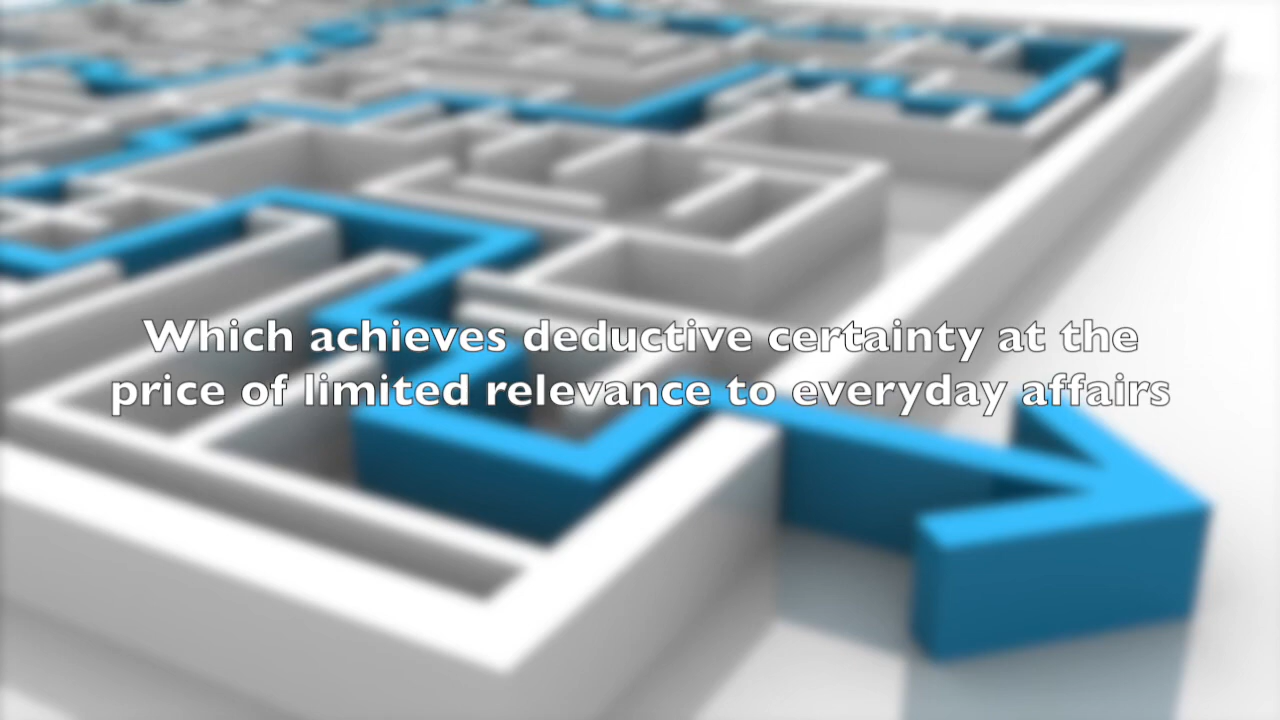 Which achieves deductive certainty at the
price of limited relevance to everyday affairs